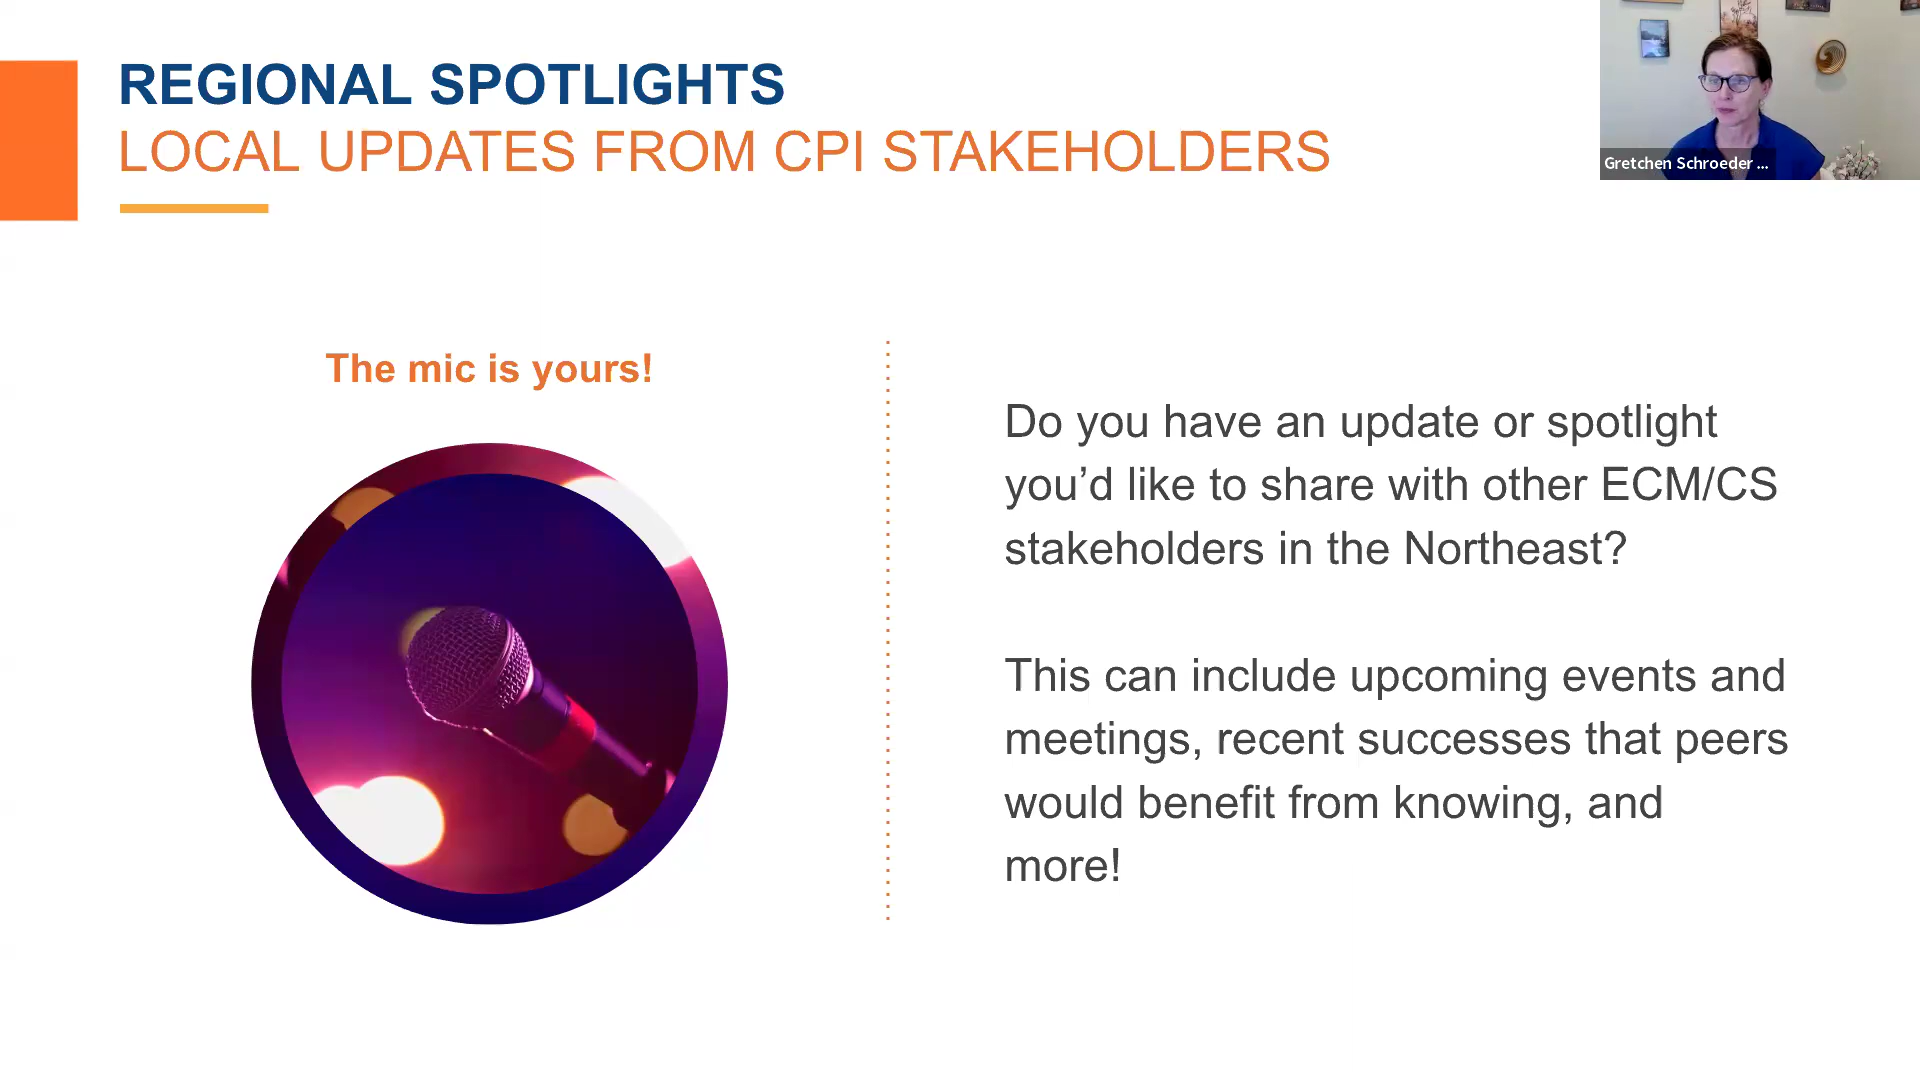 REGIONAL SPOTLIGHTS
LOCAL UPDATES FROM CPI STAKEHOLDERS
Gretchen Schroeder ...
The mic is yours!
Do you have an update or spotlight
you’d like to share with other ECM/CS
stakeholders in the Northeast?
This can include upcoming events and
meetings, recent successes that peers
would benefit from knowing, and
more!